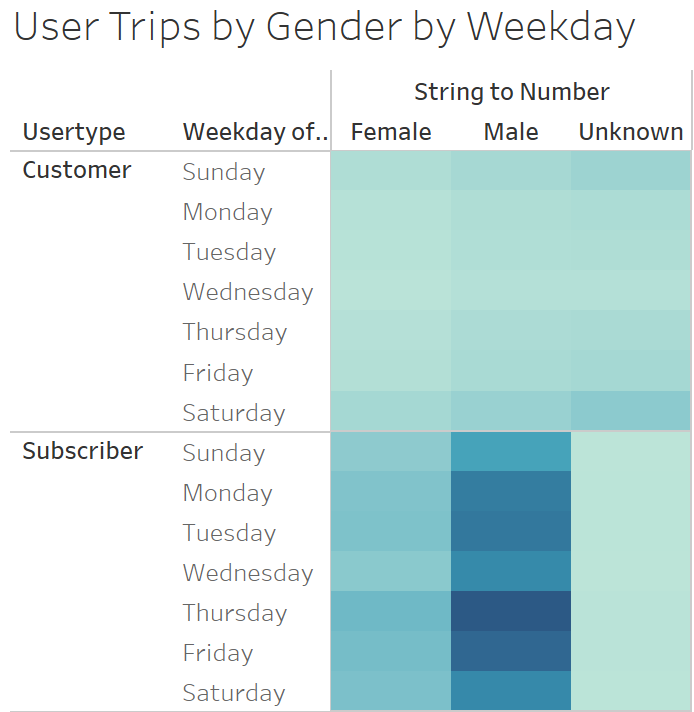 User Trips by Gender by Weekday
String to Number
Usertype Weekday of.. Female Male Unknown
Customer Sunday
Monday
Tuesday
Wednesday
Thursday
Friday
Saturday
Subscriber Sunday
Monday
Tuesday
Wednesday
Thursday
Friday
Saturday